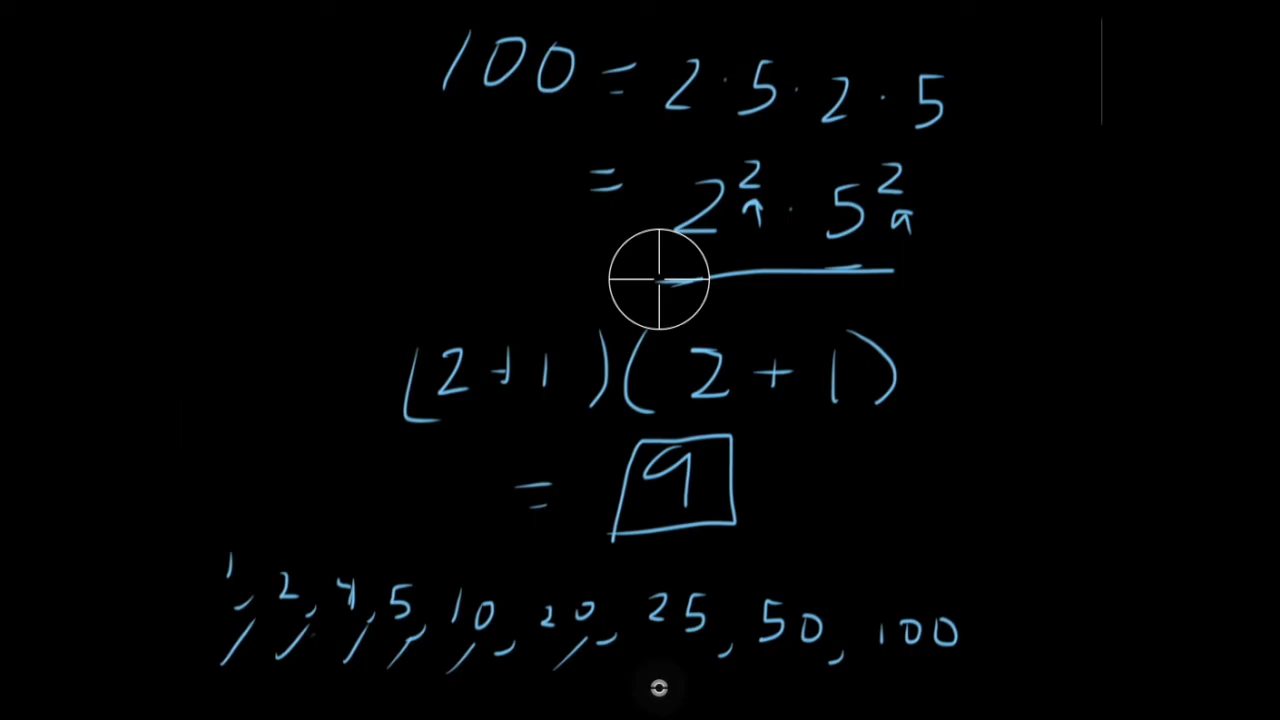 100 = 2 · 5 · 2 · 5
= 2² · 5²
(2+1)(2+1)
= 9
1, 2, 4, 5, 10, 20, 25, 50, 100